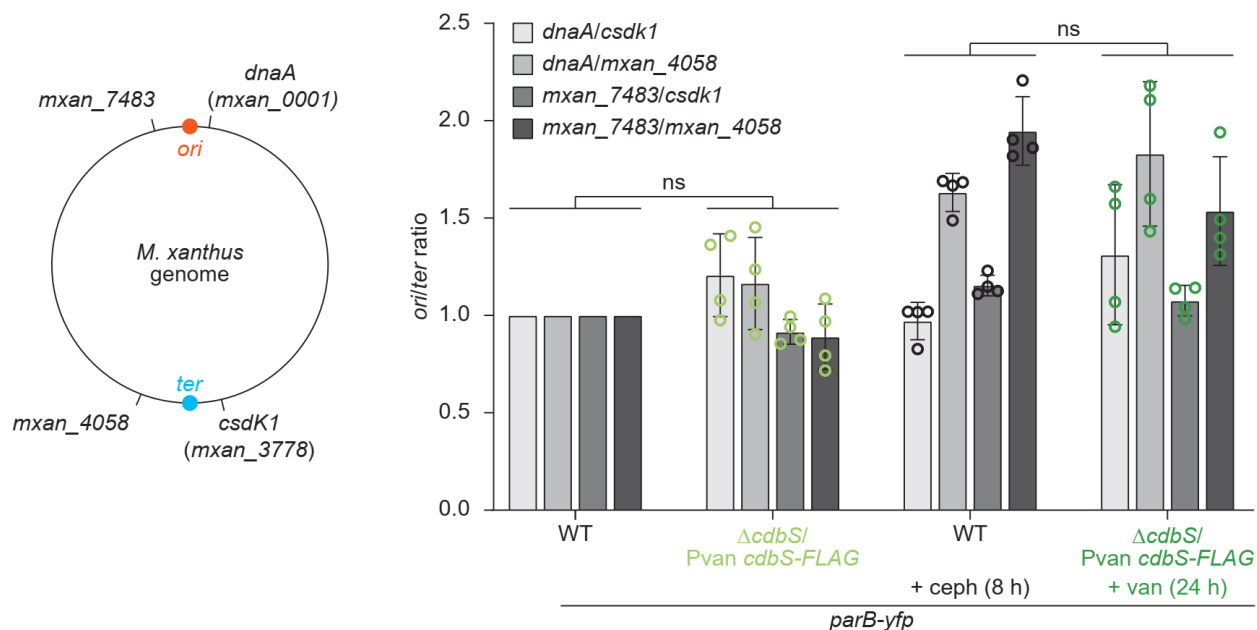 mxan_7483
dnaA
(mxan_0001)
ori
M. xanthus
genome
ter
mxan_4058
csdK1
(mxan_3778)
ori/ter ratio
2.5
2.0
1.5
1.0
0.5
0.0
dnaA/csdk1
dnaA/mxan_4058
mxan_7483/csdk1
mxan_7483/mxan_4058
ns
ns
WT
ΔcdbS/
Pvan cdbS-FLAG
WT
+ ceph (8 h)
ΔcdbS/
Pvan cdbS-FLAG
+ van (24 h)
parB-yfp